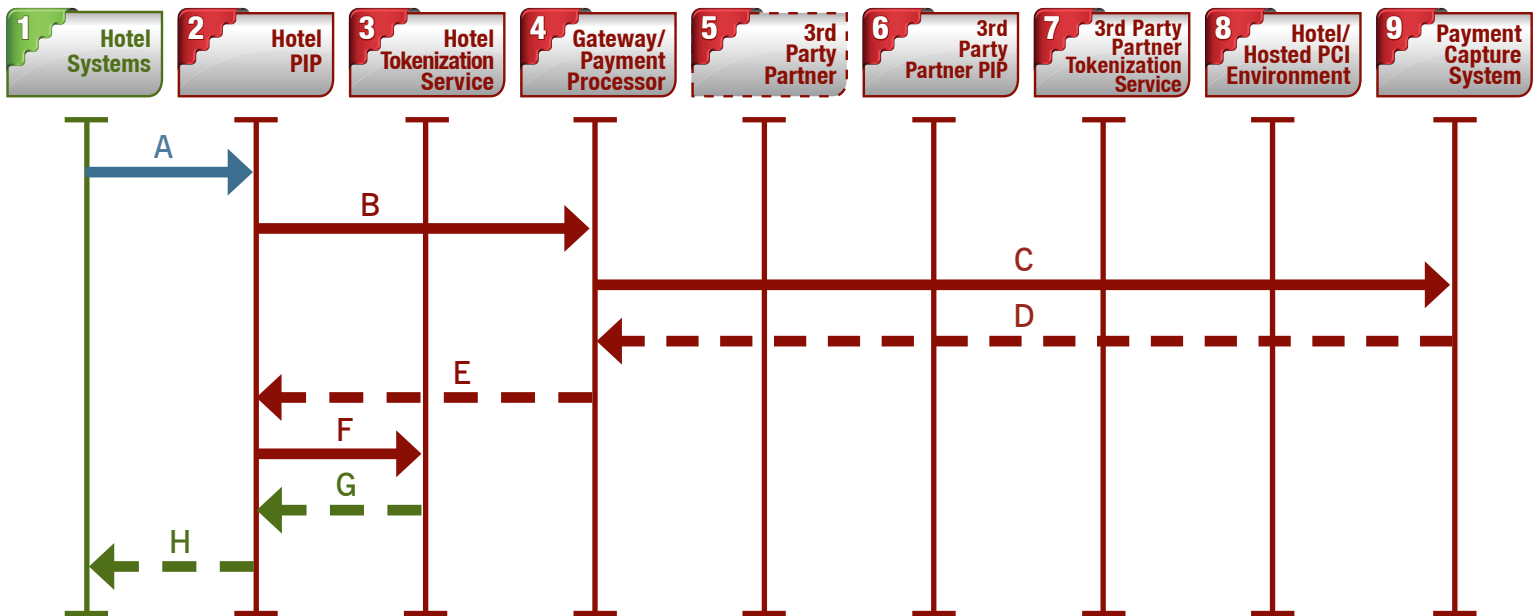 1
Hotel
Systems
2
Hotel
PIP
3
Hotel
Tokenization
Service
4
Gateway/
Payment
Processor
5
3rd
Party
Partner
6
3rd
Party
Partner PIP
7
3rd Party
Partner
Tokenization
Service
8
Hotel/
Hosted PCI
Environment
9
Payment
Capture
System
A
B
C
D
E
F
G
H